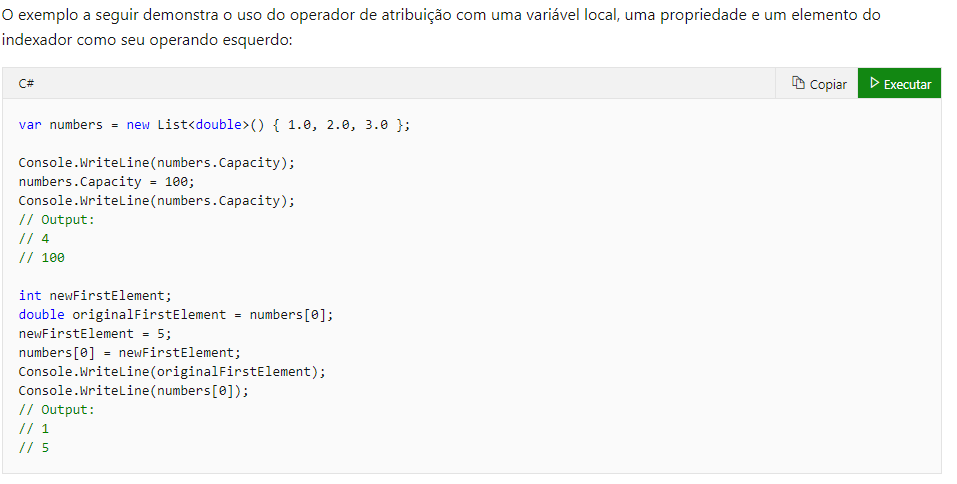 O exemplo a seguir demonstra o uso do operador de atribuição com uma variável local, uma propriedade e um elemento do
indexador como seu operando esquerdo:
C# Copiar Executar
var numbers = new List<double>() { 1.0, 2.0, 3.0 };
Console.WriteLine(numbers.Capacity);
numbers.Capacity = 100;
Console.WriteLine(numbers.Capacity);
// Output:
// 4
// 100
int newFirstElement;
double originalFirstElement = numbers[0];
newFirstElement = 5;
numbers[0] = newFirstElement;
Console.WriteLine(originalFirstElement);
Console.WriteLine(numbers[0]);
// Output:
// 1
// 5